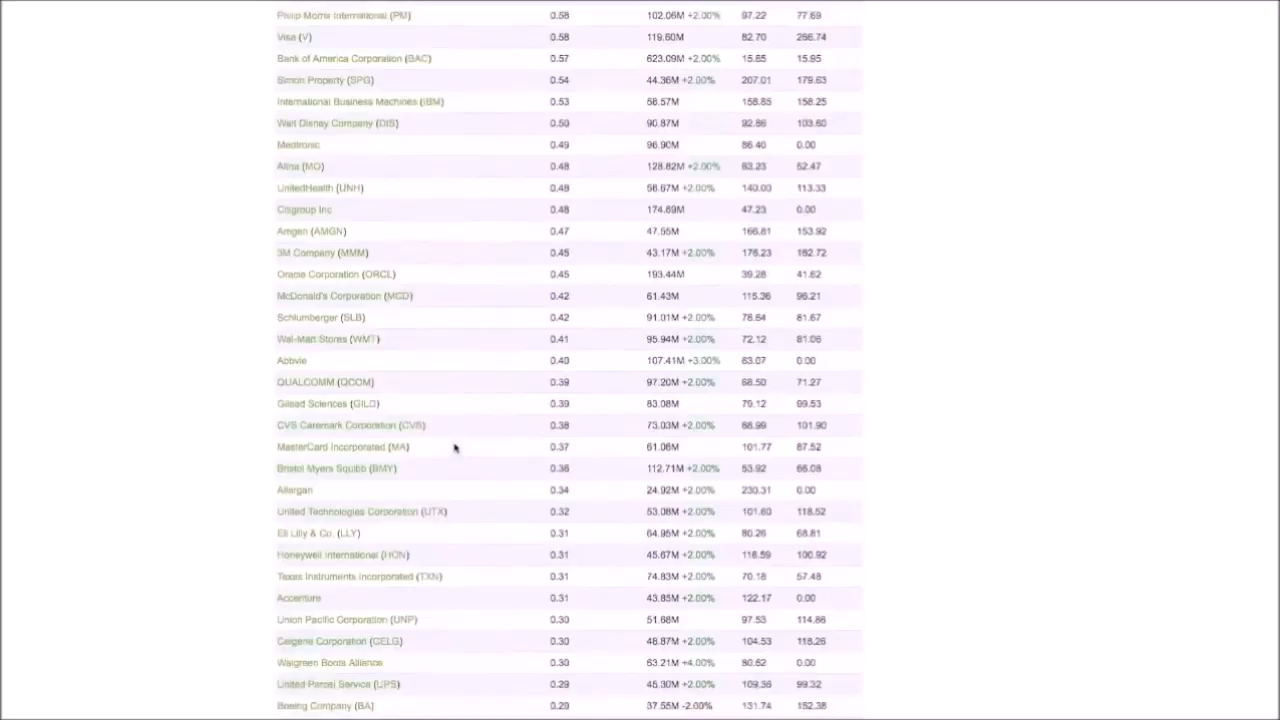 Philip Morris International (PM) 0.58 102.06M +2.00% 97.22 77.69
Visa (V) 0.58 119.60M 82.70 266.74
Bank of America Corporation (BAC) 0.57 623.09M +2.00% 15.65 15.95
Simon Property (SPG) 0.54 44.36M +2.00% 207.01 179.63
International Business Machines (IBM) 0.53 58.57M 158.85 158.25
Walt Disney Company (DIS) 0.50 90.87M 92.86 103.60
Medtronic 0.49 96.90M 86.40 0.00
Altria (MO) 0.48 128.82M +2.00% 63.23 52.47
UnitedHealth (UNH) 0.48 56.67M +2.00% 140.00 113.33
Citigroup Inc 0.48 174.69M 47.23 0.00
Amgen (AMGN) 0.47 47.55M 166.81 153.92
3M Company (MMM) 0.45 43.17M +2.00% 176.23 162.72
Oracle Corporation (ORCL) 0.45 193.44M 39.28 41.62
McDonald's Corporation (MCD) 0.42 61.43M 115.36 96.21
Schlumberger (SLB) 0.42 91.01M +2.00% 78.64 81.67
Wal-Mart Stores (WMT) 0.41 95.94M +2.00% 72.12 81.06
Abbvie 0.40 107.41M +3.00% 63.07 0.00
QUALCOMM (QCOM) 0.39 97.20M +2.00% 68.50 71.27
Gilead Sciences (GILD) 0.39 83.08M 79.12 99.53
CVS Caremark Corporation (CVS) 0.38 73.03M +2.00% 88.99 101.90
MasterCard Incorporated (MA) 0.37 61.06M 101.77 87.52
Bristol Myers Squibb (BMY) 0.36 112.71M +2.00% 53.92 66.08
Allergan 0.34 24.92M +2.00% 230.31 0.00
United Technologies Corporation (UTX) 0.32 53.08M +2.00% 101.60 118.52
Eli Lilly & Co. (LLY) 0.31 64.95M +2.00% 80.26 68.81
Honeywell International (HON) 0.31 45.67M +2.00% 116.59 100.92
Texas Instruments Incorporated (TXN) 0.31 74.83M +2.00% 70.18 57.48
Accenture 0.31 43.85M +2.00% 122.17 0.00
Union Pacific Corporation (UNP) 0.30 51.68M 97.53 114.86
Celgene Corporation (CELG) 0.30 48.87M +2.00% 104.53 118.26
Walgreen Boots Alliance 0.30 63.21M +4.00% 80.62 0.00
United Parcel Service (UPS) 0.29 45.30M +2.00% 109.36 99.32
Boeing Company (BA) 0.29 37.55M -2.00% 131.74 152.38